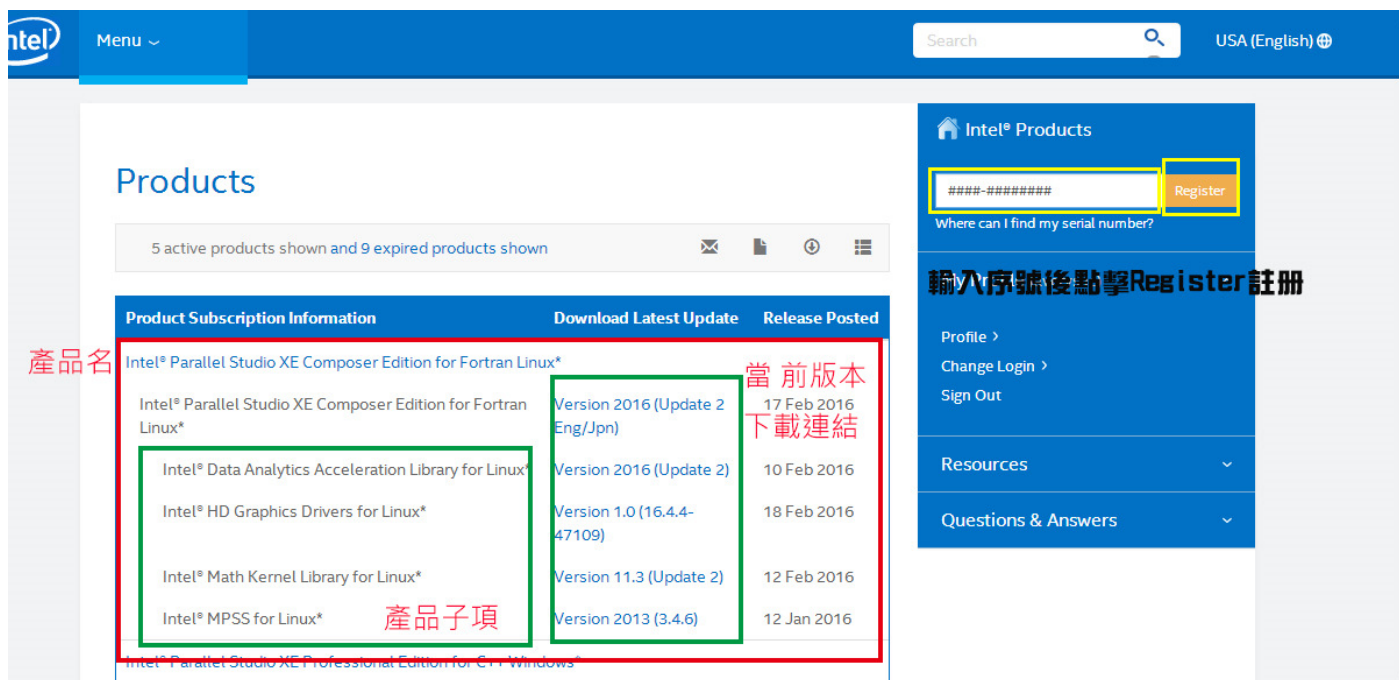 intel
Menu
Search
USA (English)
Intel® Products
Products
####-########
Register
Where can I find my serial number?
5 active products shown and 9 expired products shown
輸入序號後點擊Register註冊
Product Subscription Information Download Latest Update Release Posted
產品名
Intel® Parallel Studio XE Composer Edition for Fortran Linux*
當 前版本
下載連結
Intel® Parallel Studio XE Composer Edition for Fortran
Linux*
Version 2016 (Update 2
Eng/Jpn)
17 Feb 2016
Intel® Data Analytics Acceleration Library for Linux*
Version 2016 (Update 2)
10 Feb 2016
Intel® HD Graphics Drivers for Linux*
Version 1.0 (16.4.4-
47109)
18 Feb 2016
Intel® Math Kernel Library for Linux*
Version 11.3 (Update 2)
12 Feb 2016
Intel® MPSS for Linux*
Version 2013 (3.4.6)
12 Jan 2016
產品子項
Intel® Parallel Studio XE Professional Edition for C++ Windows*
Profile >
Change Login >
Sign Out
Resources
Questions & Answers